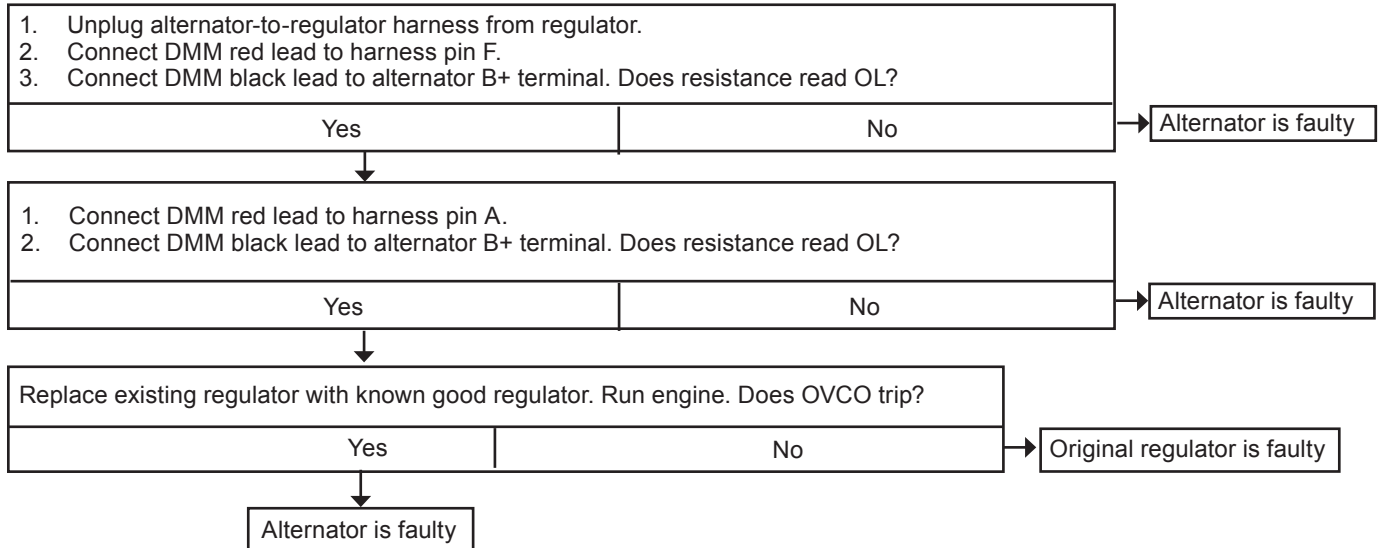 1. Unplug alternator-to-regulator harness from regulator.
2. Connect DMM red lead to harness pin F.
3. Connect DMM black lead to alternator B+ terminal. Does resistance read OL?
Yes
No
Alternator is faulty
1. Connect DMM red lead to harness pin A.
2. Connect DMM black lead to alternator B+ terminal. Does resistance read OL?
Yes
No
Alternator is faulty
Replace existing regulator with known good regulator. Run engine. Does OVCO trip?
Yes
No
Original regulator is faulty
Alternator is faulty